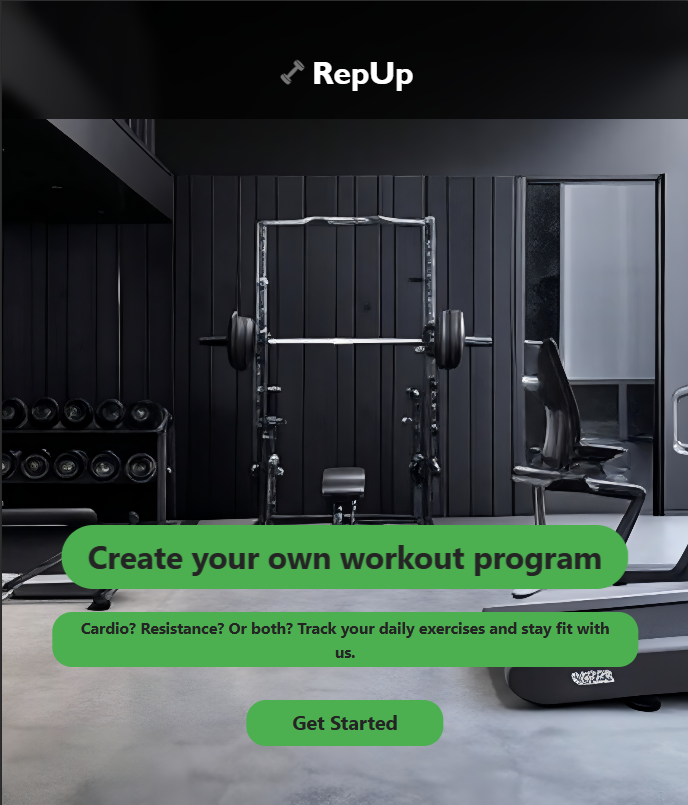 RepUp
Create your own workout program
Cardio? Resistance? Or both? Track your daily exercises and stay fit with
us.
Get Started